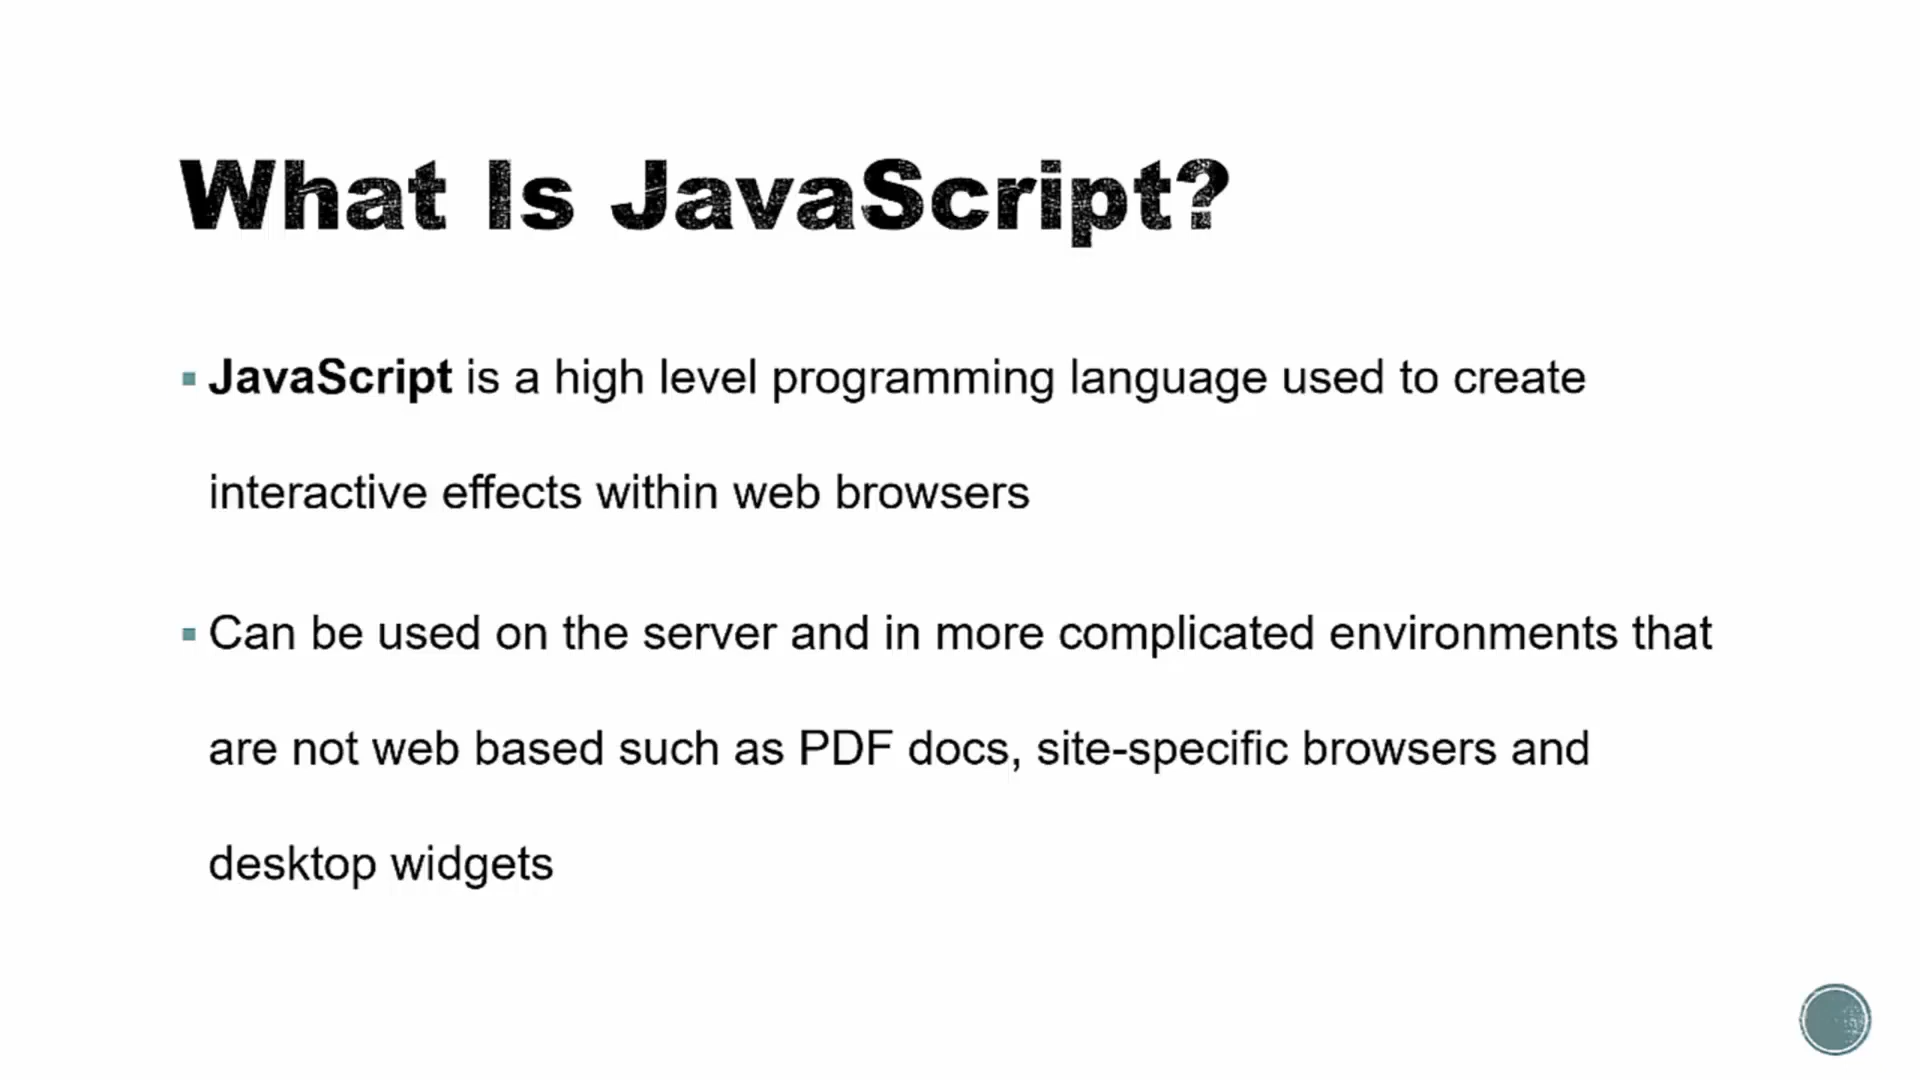 What Is JavaScript?
▪ JavaScript is a high level programming language used to create
interactive effects within web browsers
▪ Can be used on the server and in more complicated environments that
are not web based such as PDF docs, site-specific browsers and
desktop widgets